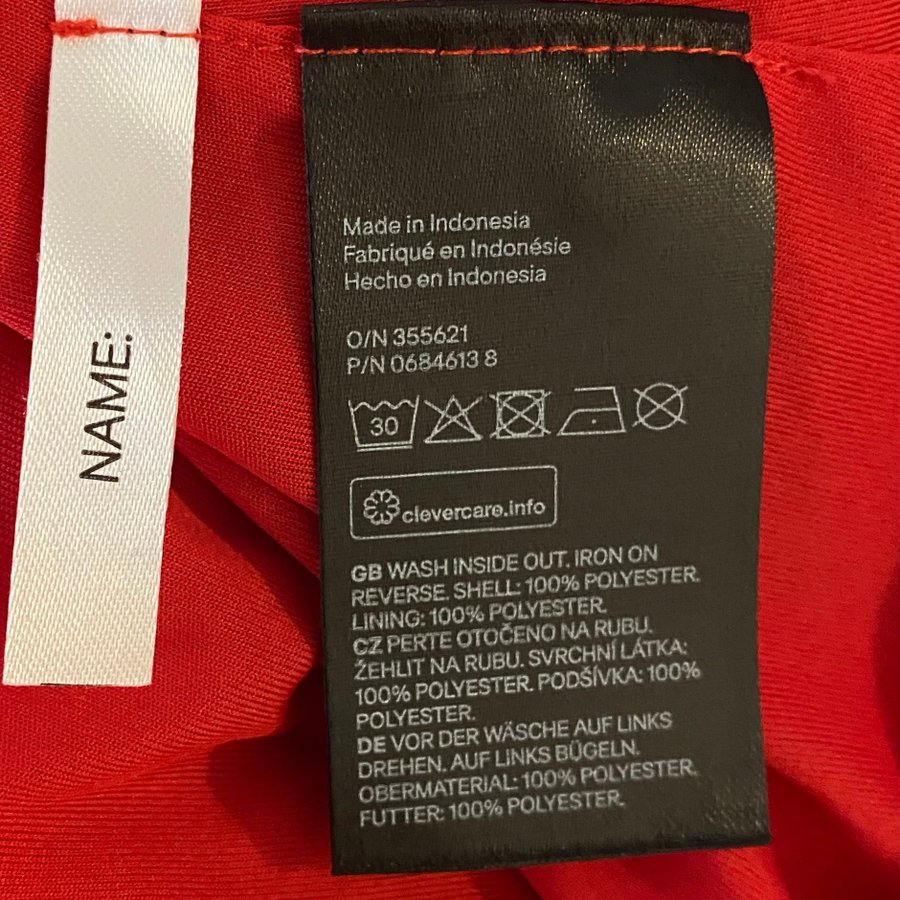 NAME:
Made in Indonesia
Fabriqué en Indonésie
Hecho en Indonesia
O/N 355621
P/N 0684613 8
30
clevercare.info
GB WASH INSIDE OUT. IRON ON
REVERSE. SHELL: 100% POLYESTER.
LINING: 100% POLYESTER.
CZ PERTE OTOČENO NA RUBU.
ŽEHLIT NA RUBU. SVRCHNÍ LÁTKA:
100% POLYESTER. PODŠÍVKA: 100%
POLYESTER.
DE VOR DER WÄSCHE AUF LINKS
DREHEN. AUF LINKS BÜGELN.
OBERMATERIAL: 100% POLYESTER.
FUTTER: 100% POLYESTER.